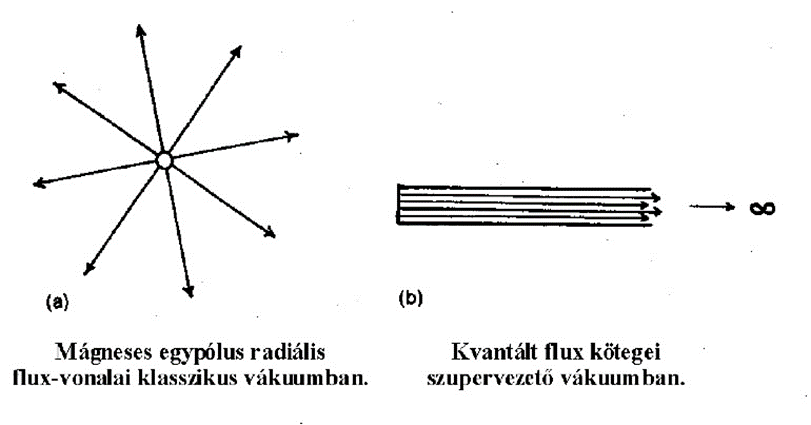 ∞
(a)
(b)
Mágneses egypólus radiális
flux-vonalai klasszikus vákuumban.
Kvantált flux kötegei
szupervezető vákuumban.